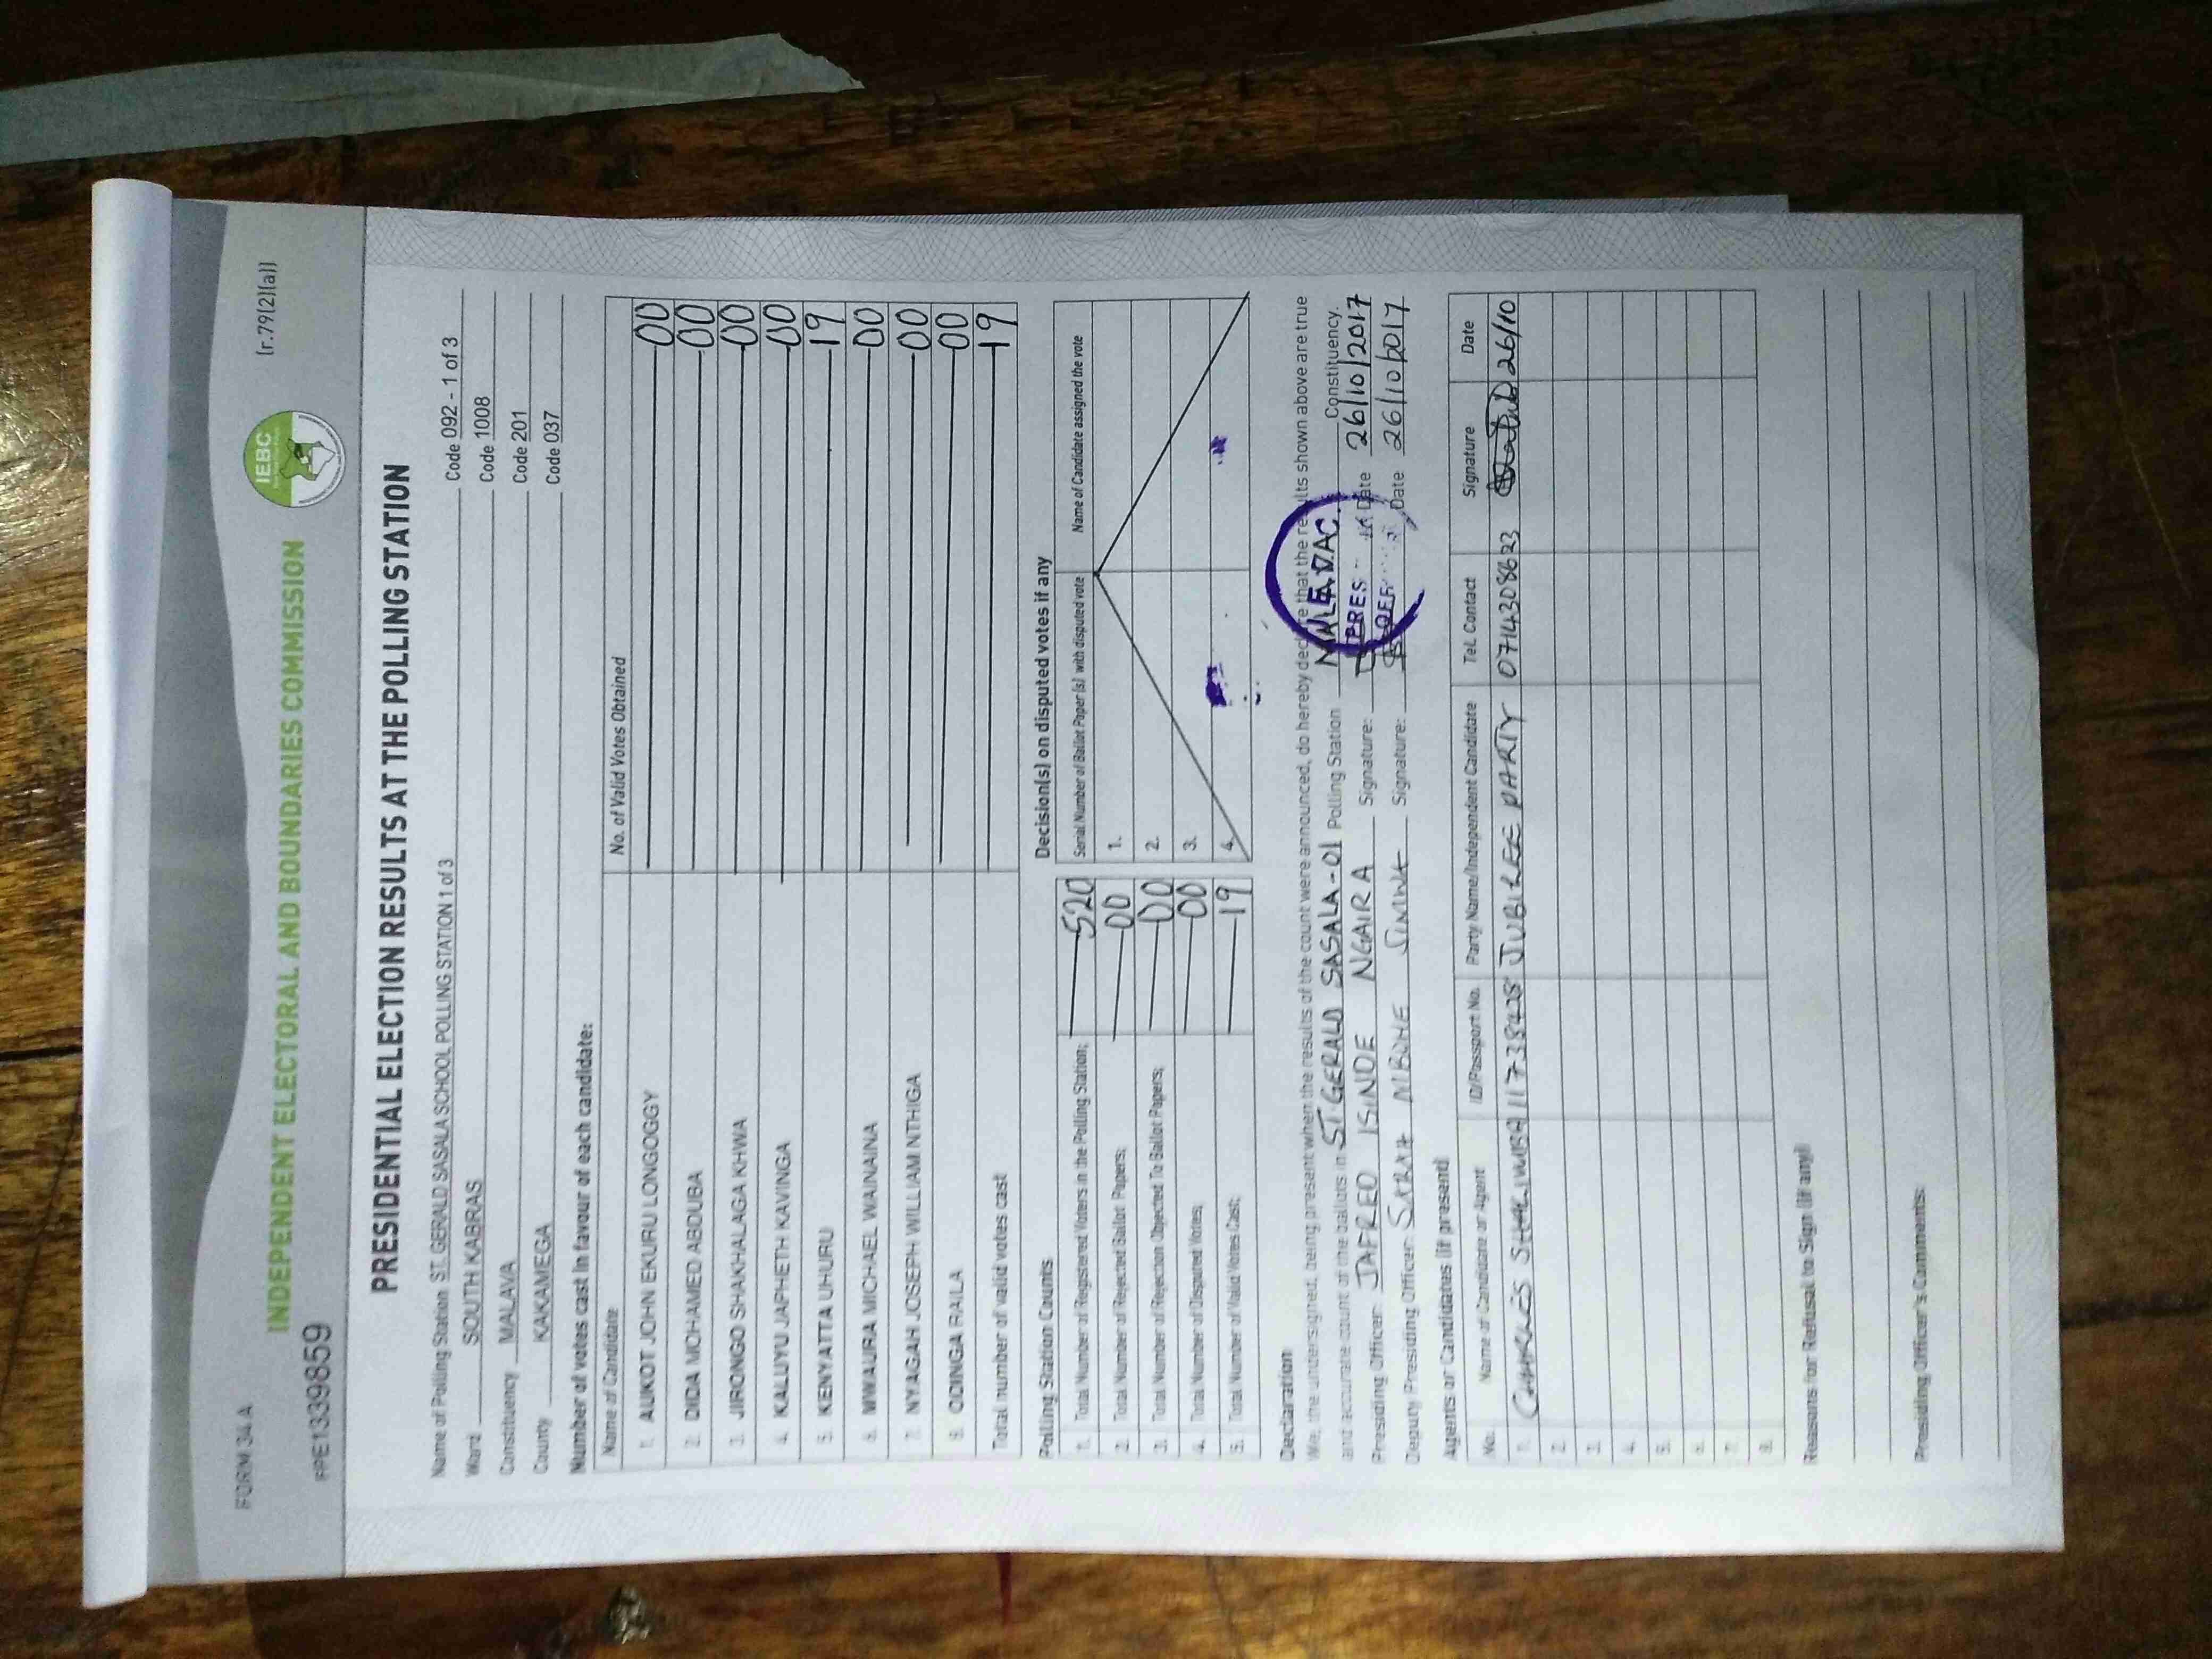 FORM 34 A
IEBC
[r.79(2)(a)]
INDEPENDENT ELECTORAL AND BOUNDARIES COMMISSION
PPE1339859
PRESIDENTIAL ELECTION RESULTS AT THE POLLING STATION
Name of Polling Station ST. GERALD SASALA SCHOOL POLLING STATION 1 of 3 Code 092 - 1 of 3
Ward SOUTH KABRAS Code 1008
Constituency MALAVA Code 201
County KAKAMEGA Code 037
Number of votes cast in favour of each candidate:
Name of Candidate No. of Valid Votes Obtained
1. AUKOT JOHN EKURU LONGOGGY 00
2. DIDA MOHAMED ABDUBA 00
3. JIRONGO SHAKHALAGA KHWA 00
4. KALUYU JAPHETH KAVINGA 00
5. KENYATTA UHURU 19
6. MWAURA MICHAEL WAINAINA 00
7. NYAGAH JOSEPH WILLIAM NTHIGA 00
8. ODINGA RAILA 00
Total number of valid votes cast 19
Polling Station Counts Decision(s) on disputed votes if any
Serial Number of Ballot Paper(s) with disputed vote Name of Candidate assigned the vote
1. Total Number of Registered Voters in the Polling Station; 520 1.
2. Total Number of Rejected Ballot Papers; 00 2.
3. Total Number of Rejection Objected To Ballot Papers; 00 3.
4. Total Number of Disputed Votes; 00 4.
5. Total Number of Valid Votes Cast; 19
Declaration
We, the undersigned, being present when the results of the count were announced, do hereby declare that the results shown above are true
and accurate count of the ballots in ST GERALD SASALA-01 Polling Station Constituency.
Presiding Officer: JAFRED ISINDE NGAIRA Signature: Date 26/10/2017
Deputy Presiding Officer: SARAH Signature: Date 26/10/2017
PRES
OFF
Agents or Candidates (if present)
No. Name of Candidate or Agent ID/Passport No. Party Name/Independent Candidate Tel. Contact Signature Date
1. CHARLES 11738408 JUBILEE PARTY 0714308623 26/10
2.
3.
4.
5.
6.
7.
8.
Reasons for Refusal to Sign (if any)
Presiding Officer's Comments: